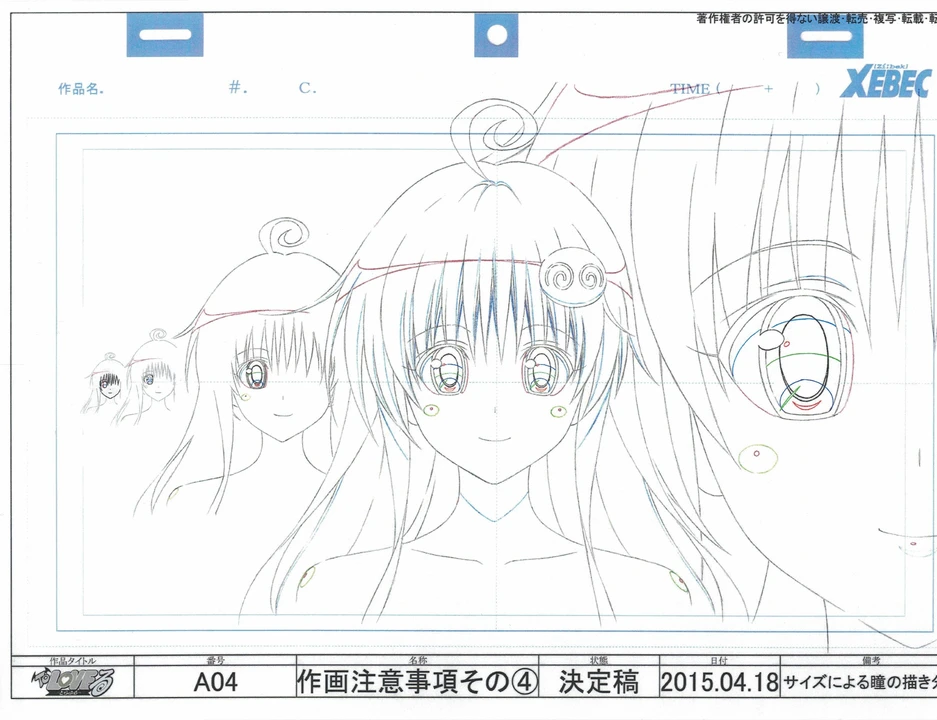 著作権者の許可を得ない譲渡・転売・複写・転載・転
作品名.
#.
C.
TIME ( + )
XEBEC
作品タイトル
番号
名称
状態
日付
備考
LOVEる
A04
作画注意事項その④
決定稿
2015.04.18
サイズによる瞳の描き分